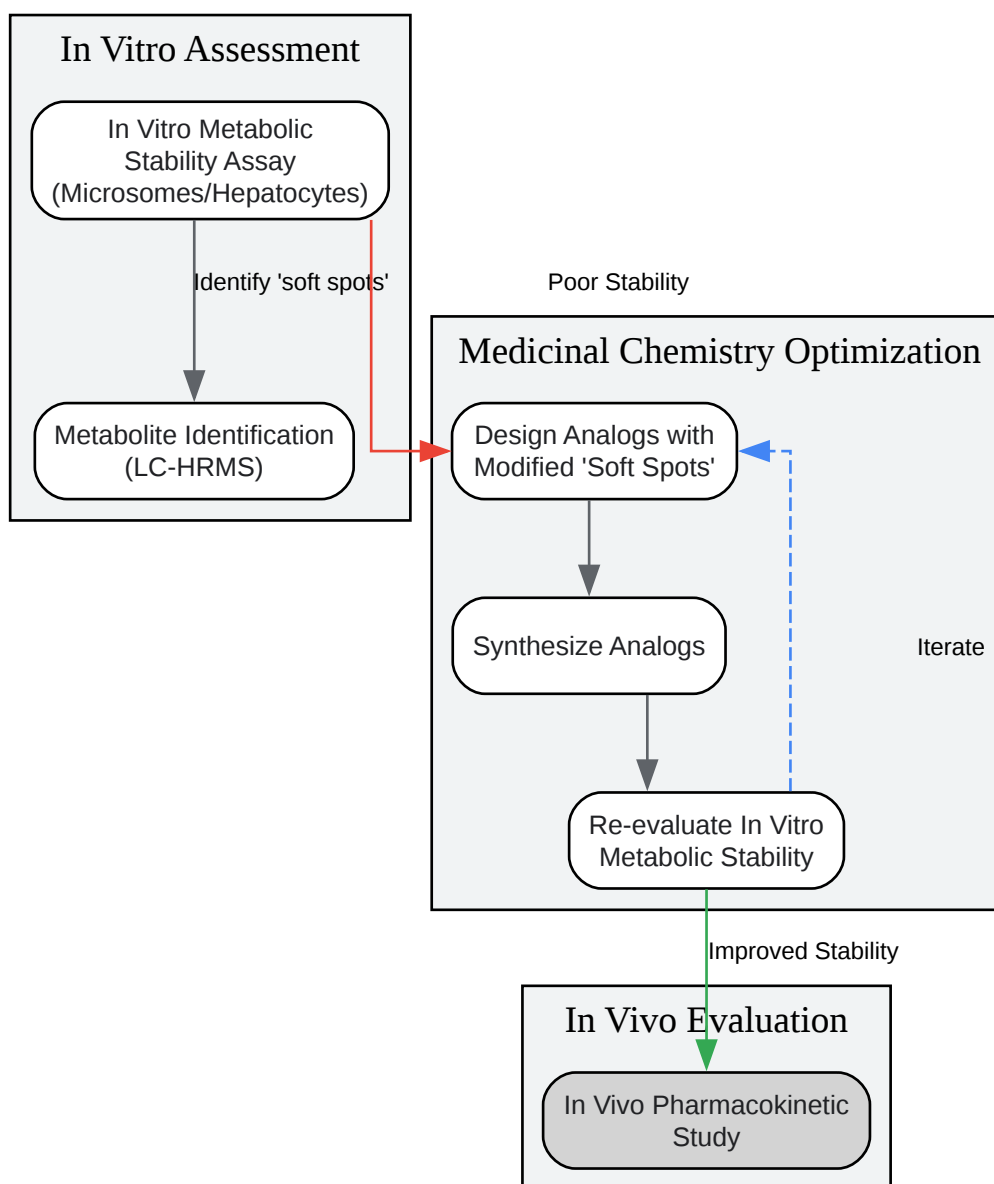 In Vitro Assessment
In Vitro Metabolic
Stability Assay
(Microsomes/Hepatocytes)
Identify 'soft spots'
Poor Stability
Metabolite Identification
(LC-HRMS)
Medicinal Chemistry Optimization
Design Analogs with
Modified 'Soft Spots'
Synthesize Analogs
Iterate
Re-evaluate In Vitro
Metabolic Stability
Improved Stability
In Vivo Evaluation
In Vivo Pharmacokinetic
Study